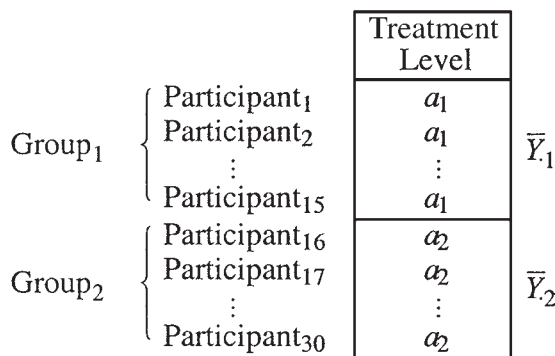 Treatment
Level
Participant₁ a₁
Participant₂ a₁
Group₁ ⋮ ⋮ Ȳ.₁
Participant₁₅ a₁
Participant₁₆ a₂
Participant₁₇ a₂
Group₂ ⋮ ⋮ Ȳ.₂
Participant₃₀ a₂